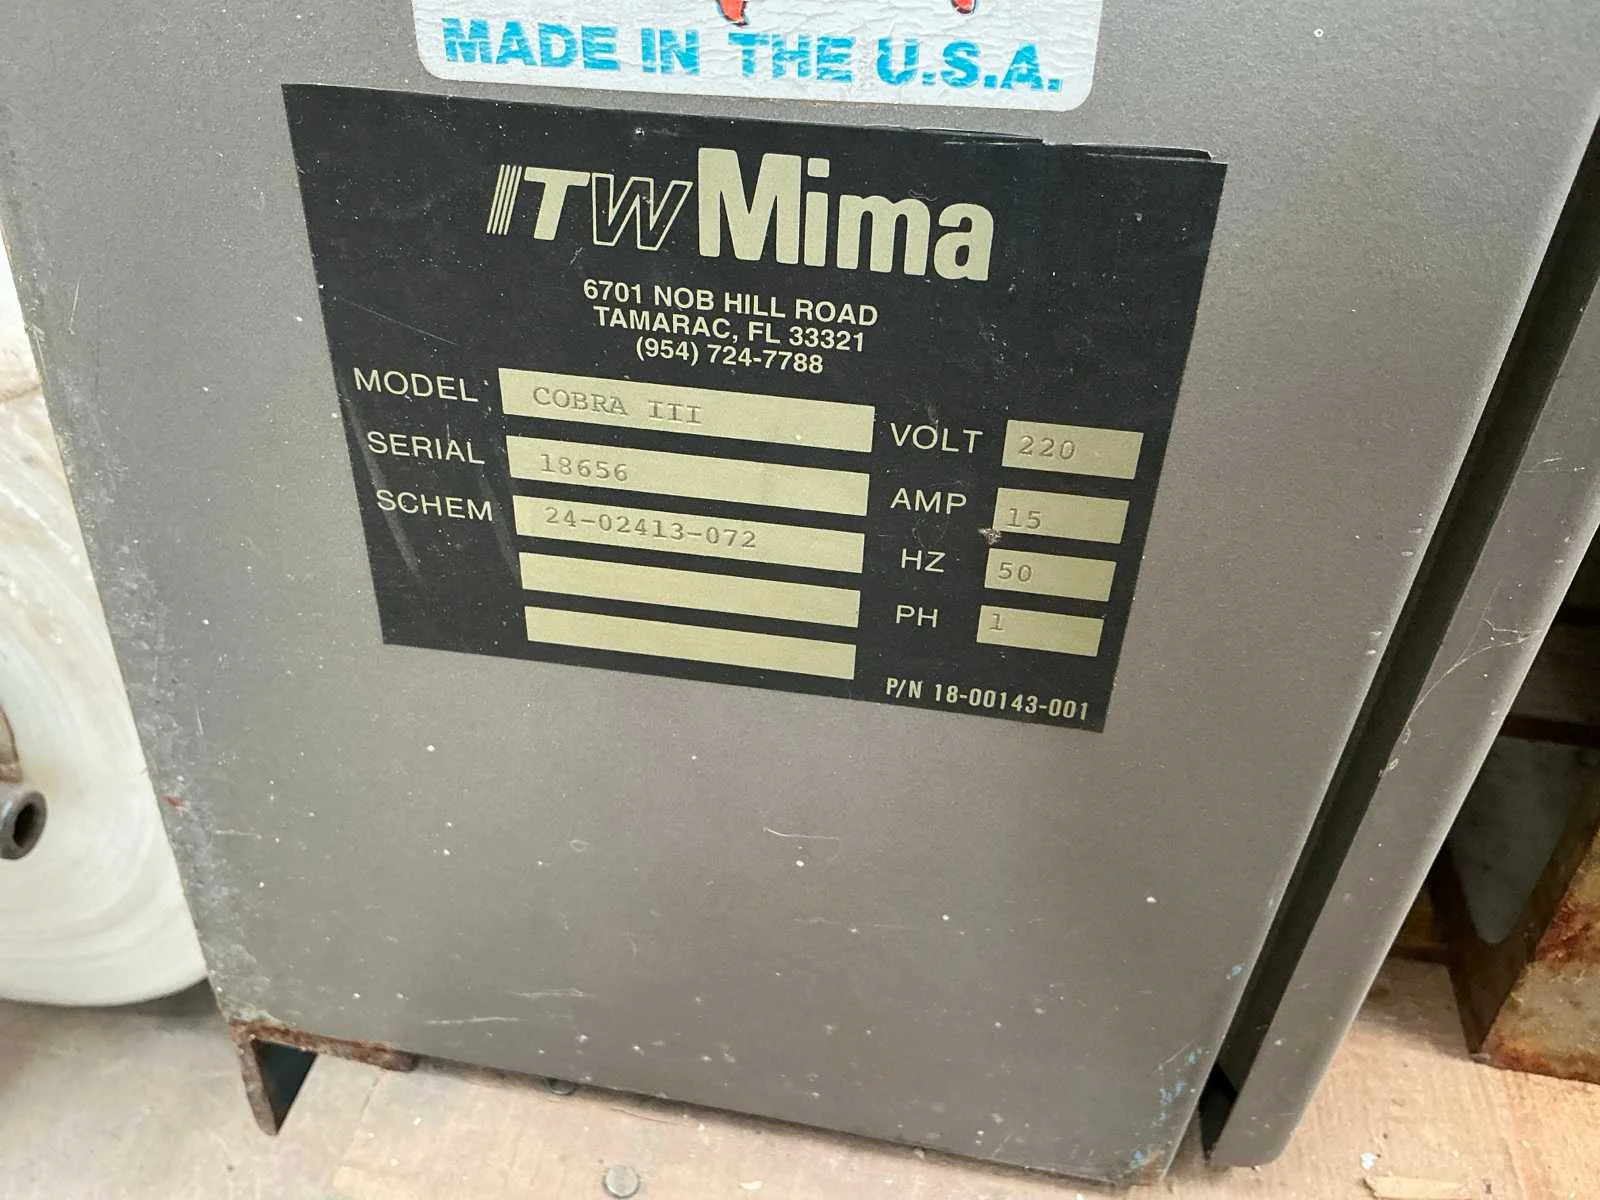 MADE IN THE U.S.A.
ITW Mima
6701 NOB HILL ROAD
TAMARAC, FL 33321
(954) 724-7788
MODEL COBRA III
SERIAL 18656
SCHEM 24-02413-072
VOLT 220
AMP 15
HZ 50
PH 1
P/N 18-00143-001